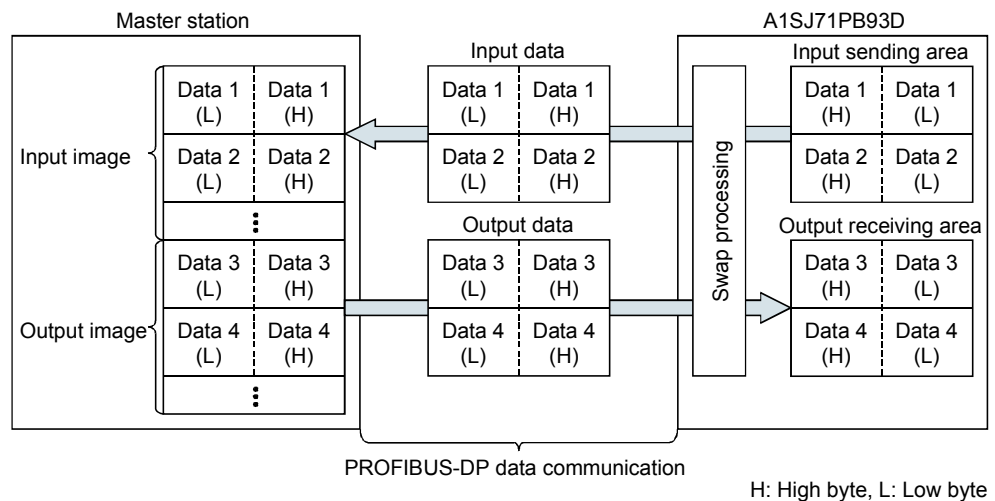 Master station
A1SJ71PB93D
Input data
Input sending area
Data 1 (L)
Data 1 (H)
Data 1 (L)
Data 1 (H)
Data 1 (H)
Data 1 (L)
Input image
Data 2 (L)
Data 2 (H)
Data 2 (L)
Data 2 (H)
Data 2 (H)
Data 2 (L)
Swap processing
Output data
Output receiving area
Data 3 (L)
Data 3 (H)
Data 3 (L)
Data 3 (H)
Data 3 (H)
Data 3 (L)
Output image
Data 4 (L)
Data 4 (H)
Data 4 (L)
Data 4 (H)
Data 4 (H)
Data 4 (L)
PROFIBUS-DP data communication
H: High byte, L: Low byte